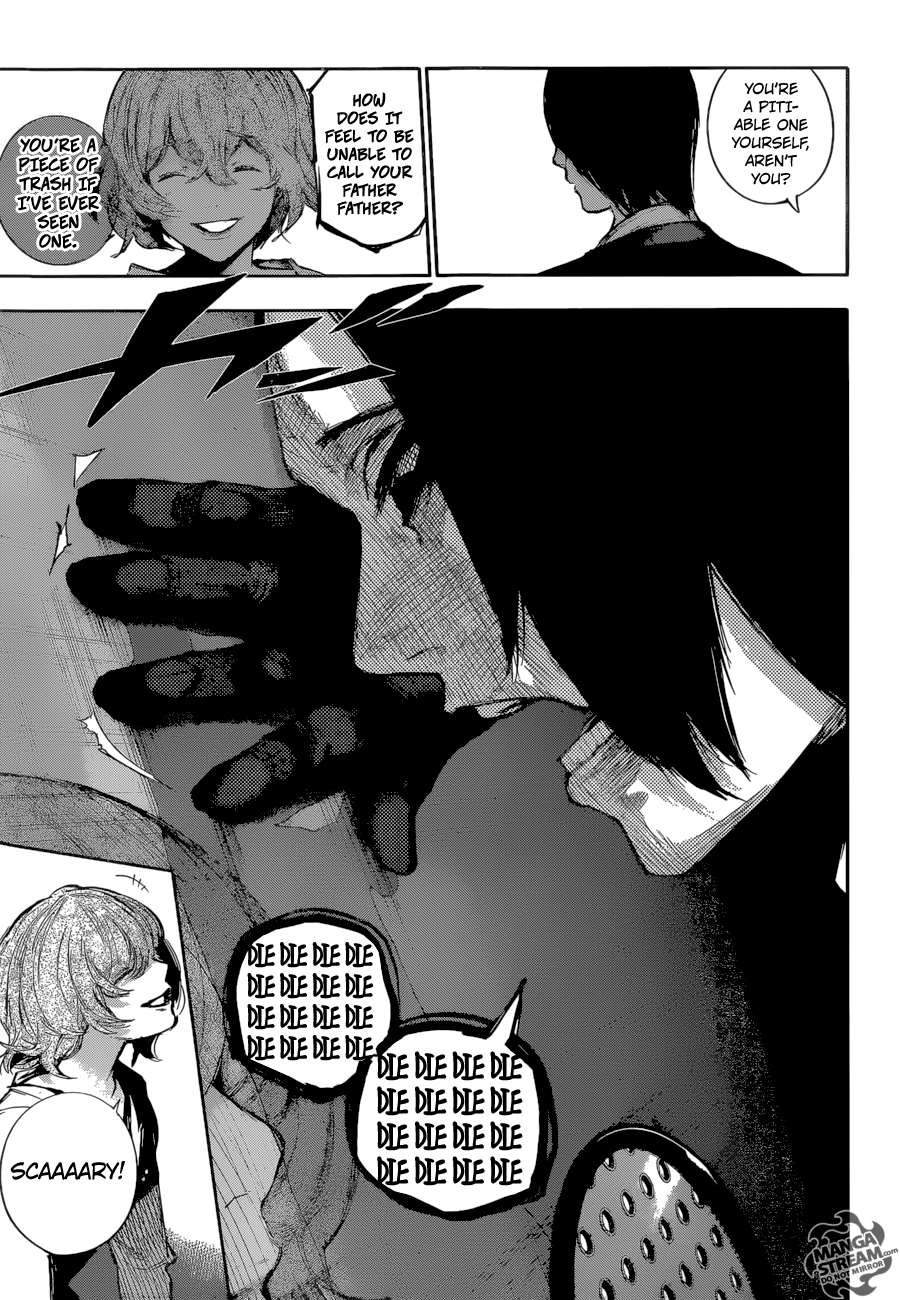 YOU'RE
A PITI-
ABLE ONE
YOURSELF,
AREN'T
YOU?
HOW
DOES IT
FEEL TO BE
UNABLE TO
CALL YOUR
FATHER
FATHER?
YOU'RE A
PIECE OF
TRASH IF
I'VE EVER
SEEN
ONE.
DIE DIE DIE DIE
DIE DIE DIE DIE
DIE DIE DIE DIE
DIE DIE DIE DIE
DIE DIE DIE DIE
DIE DIE DIE DIE
DIE DIE DIE DIE
DIE DIE DIE DIE
SCAAAARY!
MANGA
STREAM.com
DO NOT MIRROR